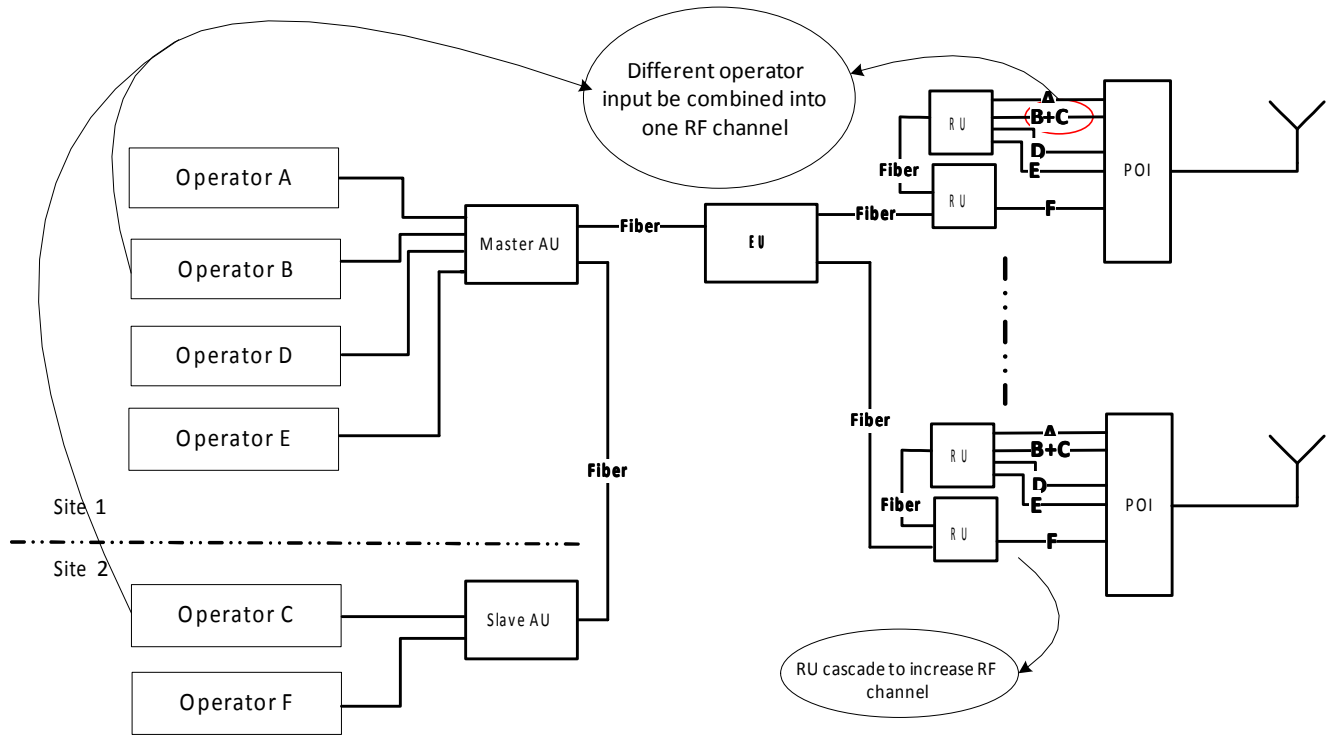 Different operator
input be combined into
one RF channel
Operator A
Operator B
Operator D
Operator E
Master AU
Fiber
EU
Fiber
Fiber
RU
RU
A
B+C
D
E
F
POI
Fiber
Fiber
Fiber
RU
RU
A
B+C
D
E
F
POI
Site 1
Site 2
Operator C
Operator F
Slave AU
RU cascade to increase RF
channel